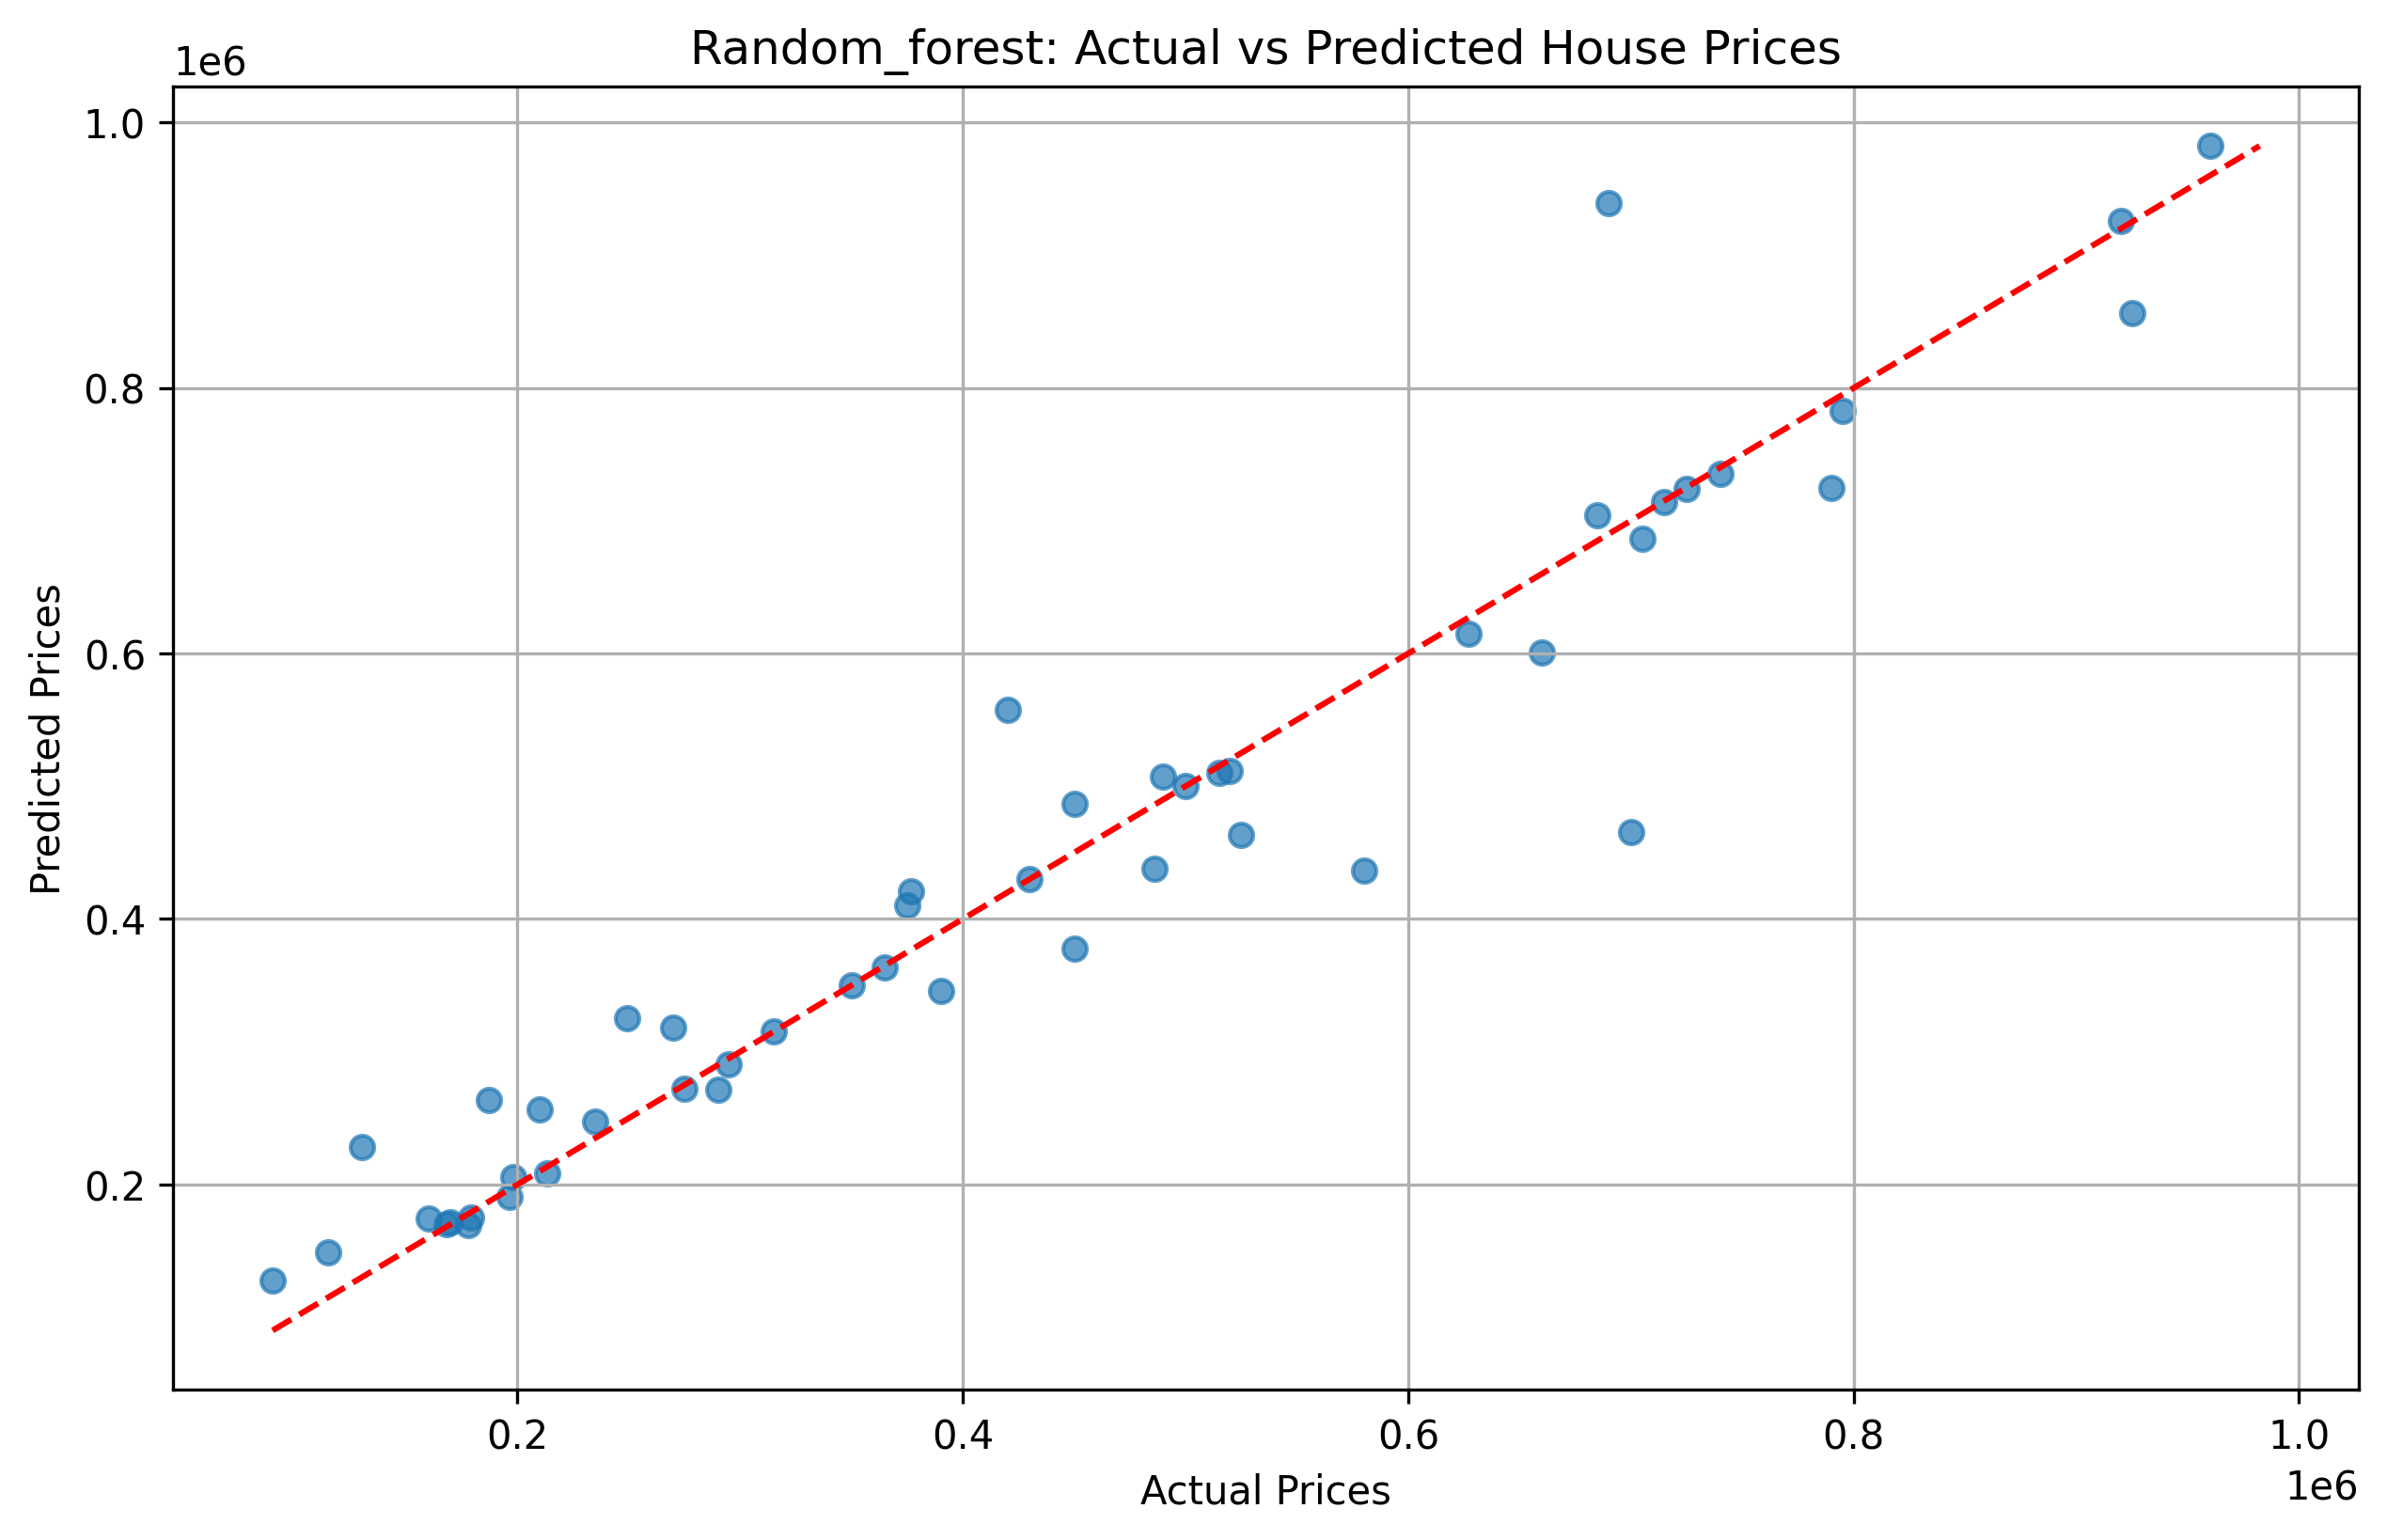 Random_forest: Actual vs Predicted House Prices
1e6
1.0
0.8
0.6
0.4
0.2
Predicted Prices
0.2 0.4 0.6 0.8 1.0
Actual Prices
1e6